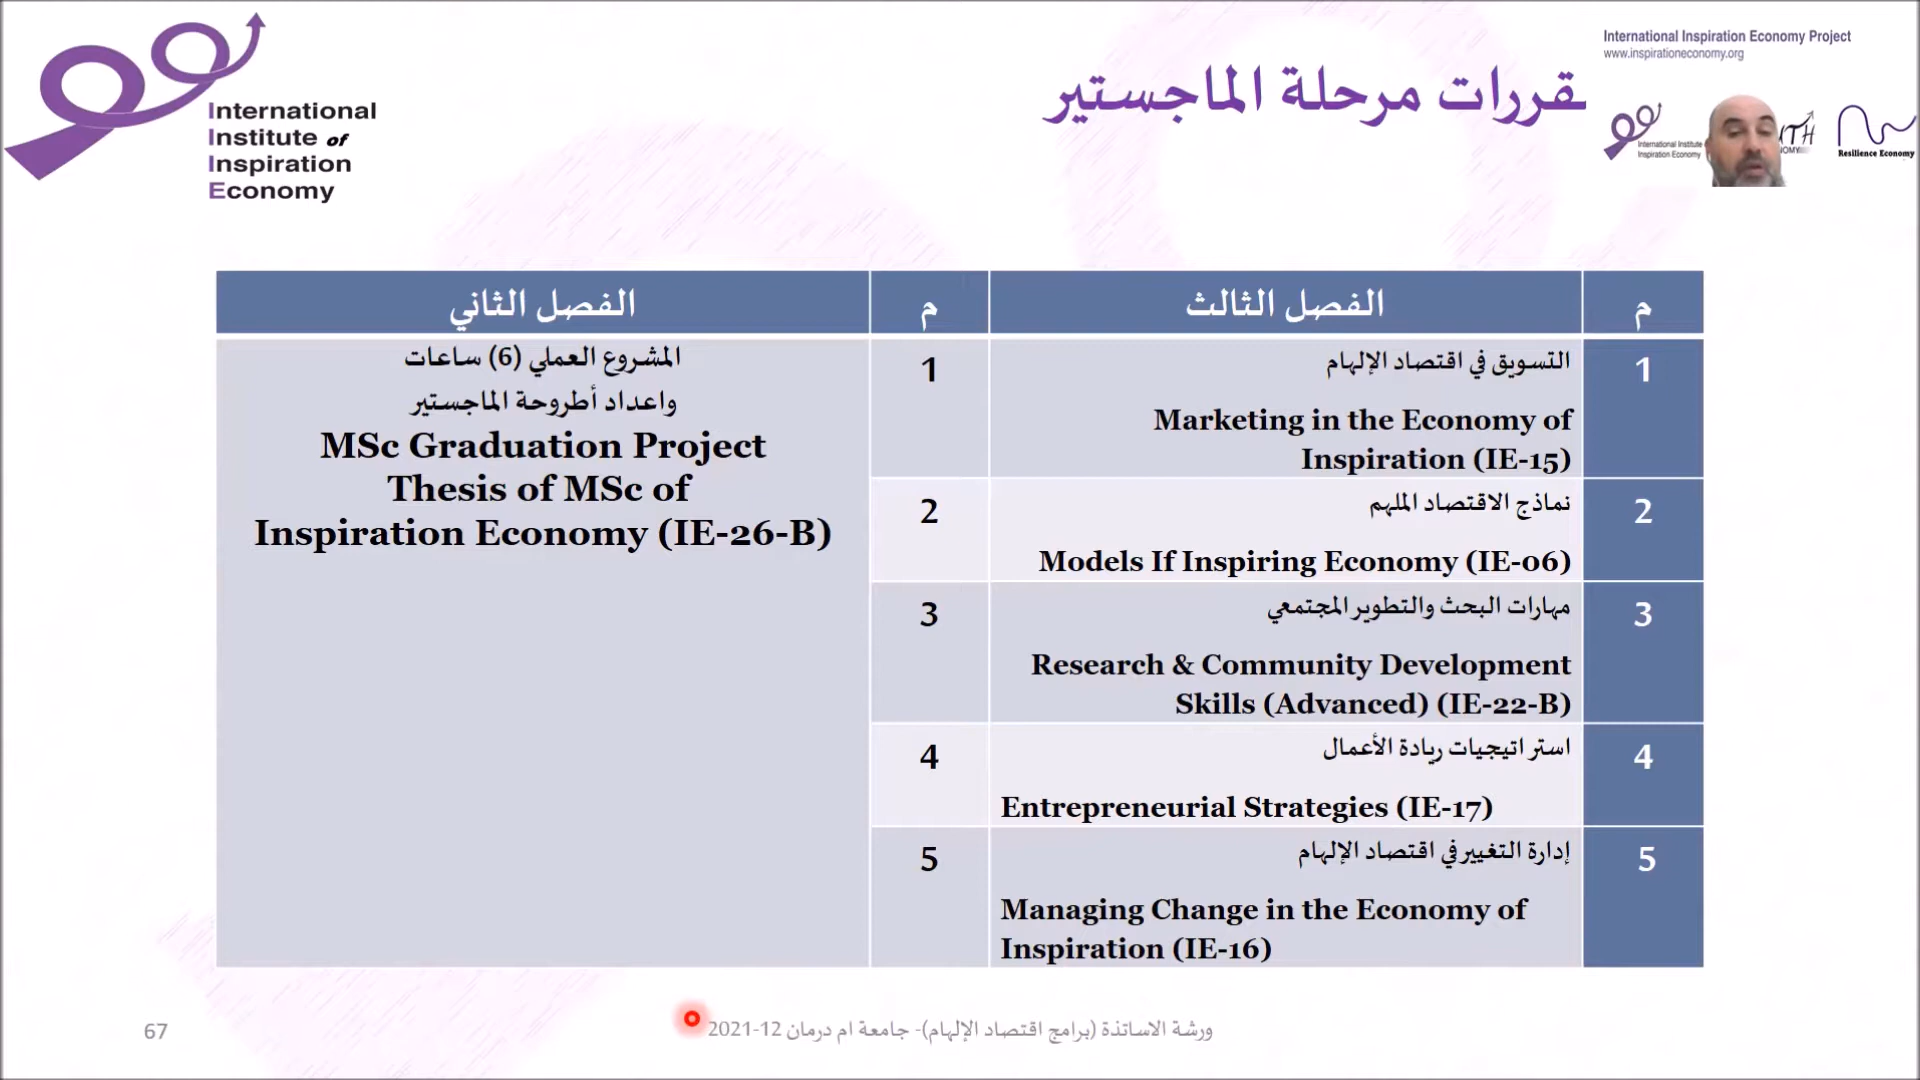 International
Institute of
Inspiration
Economy
International Inspiration Economy Project
www.inspirationeconomy.org
قررات مرحلة الماجستير
International Institute
Inspiration Economy
Resilience Economy
م
الفصل الثالث
م
الفصل الثاني
1
التسويق في اقتصاد الإلهام
Marketing in the Economy of
Inspiration (IE-15)
1
المشروع العملي (6) ساعات
واعداد أطروحة الماجستير
MSc Graduation Project
Thesis of MSc of
Inspiration Economy (IE-26-B)
2
نماذج الاقتصاد الملهم
Models If Inspiring Economy (IE-06)
2
3
مهارات البحث والتطوير المجتمعي
Research & Community Development
Skills (Advanced) (IE-22-B)
3
4
استراتيجيات ريادة الأعمال
Entrepreneurial Strategies (IE-17)
4
5
إدارة التغيير في اقتصاد الإلهام
Managing Change in the Economy of
Inspiration (IE-16)
5
ورشة الاساتذة (برامج اقتصاد الإلهام)- جامعة ام درمان 12-2021
67